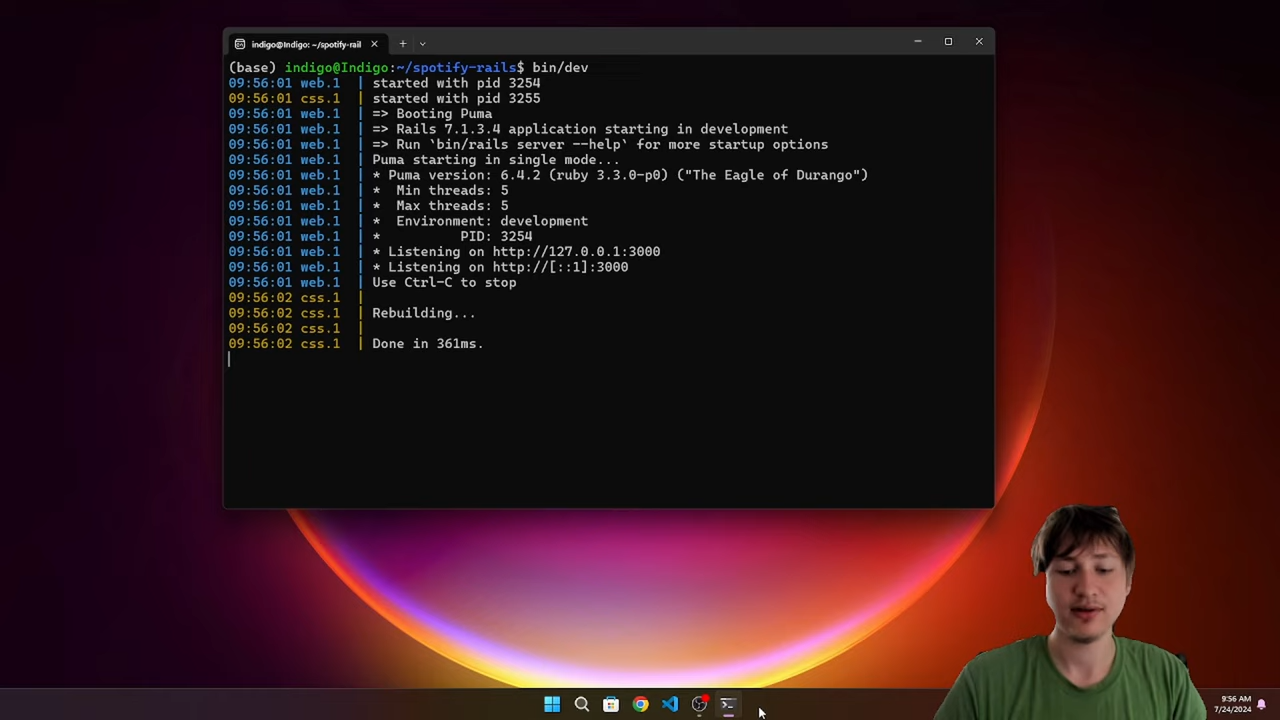 indigo@Indigo: ~/spotify-rail
(base) indigo@Indigo:~/spotify-rails$ bin/dev
09:56:01 web.1  | started with pid 3254
09:56:01 css.1  | started with pid 3255
09:56:01 web.1  | => Booting Puma
09:56:01 web.1  | => Rails 7.1.3.4 application starting in development
09:56:01 web.1  | => Run `bin/rails server --help` for more startup options
09:56:01 web.1  | Puma starting in single mode...
09:56:01 web.1  | * Puma version: 6.4.2 (ruby 3.3.0-p0) ("The Eagle of Durango")
09:56:01 web.1  | *  Min threads: 5
09:56:01 web.1  | *  Max threads: 5
09:56:01 web.1  | *  Environment: development
09:56:01 web.1  | *          PID: 3254
09:56:01 web.1  | * Listening on http://127.0.0.1:3000
09:56:01 web.1  | * Listening on http://[::1]:3000
09:56:01 web.1  | Use Ctrl-C to stop
09:56:02 css.1  |
09:56:02 css.1  | Rebuilding...
09:56:02 css.1  |
09:56:02 css.1  | Done in 361ms.
9:56 AM
7/24/2024